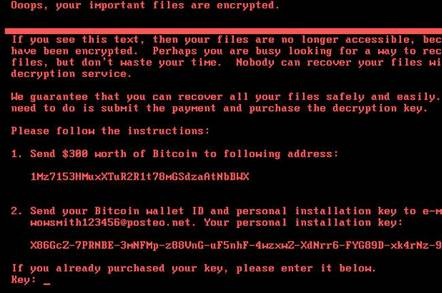 Ooops, your important files are encrypted.
If you see this text, then your files are no longer accessible, bec
have been encrypted. Perhaps you are busy looking for a way to rec
files, but don't waste your time. Nobody can recover your files wi
decryption service.
We guarantee that you can recover all your files safely and easily.
need to do is submit the payment and purchase the decryption key.
Please follow the instructions:
1. Send $300 worth of Bitcoin to following address:
1Mz7153HMuxXTuR2R1t78mGSdzaAtNbBWX
2. Send your Bitcoin wallet ID and personal installation key to e-m
wowsmith123456@posteo.net. Your personal installation key:
X86GcZ-7PRNBE-3mNFMp-z88VnG-uF5nhF-4wzxwZ-XdNrr6-FYG89D-xk4rNz-9
If you already purchased your key, please enter it below.
Key: _